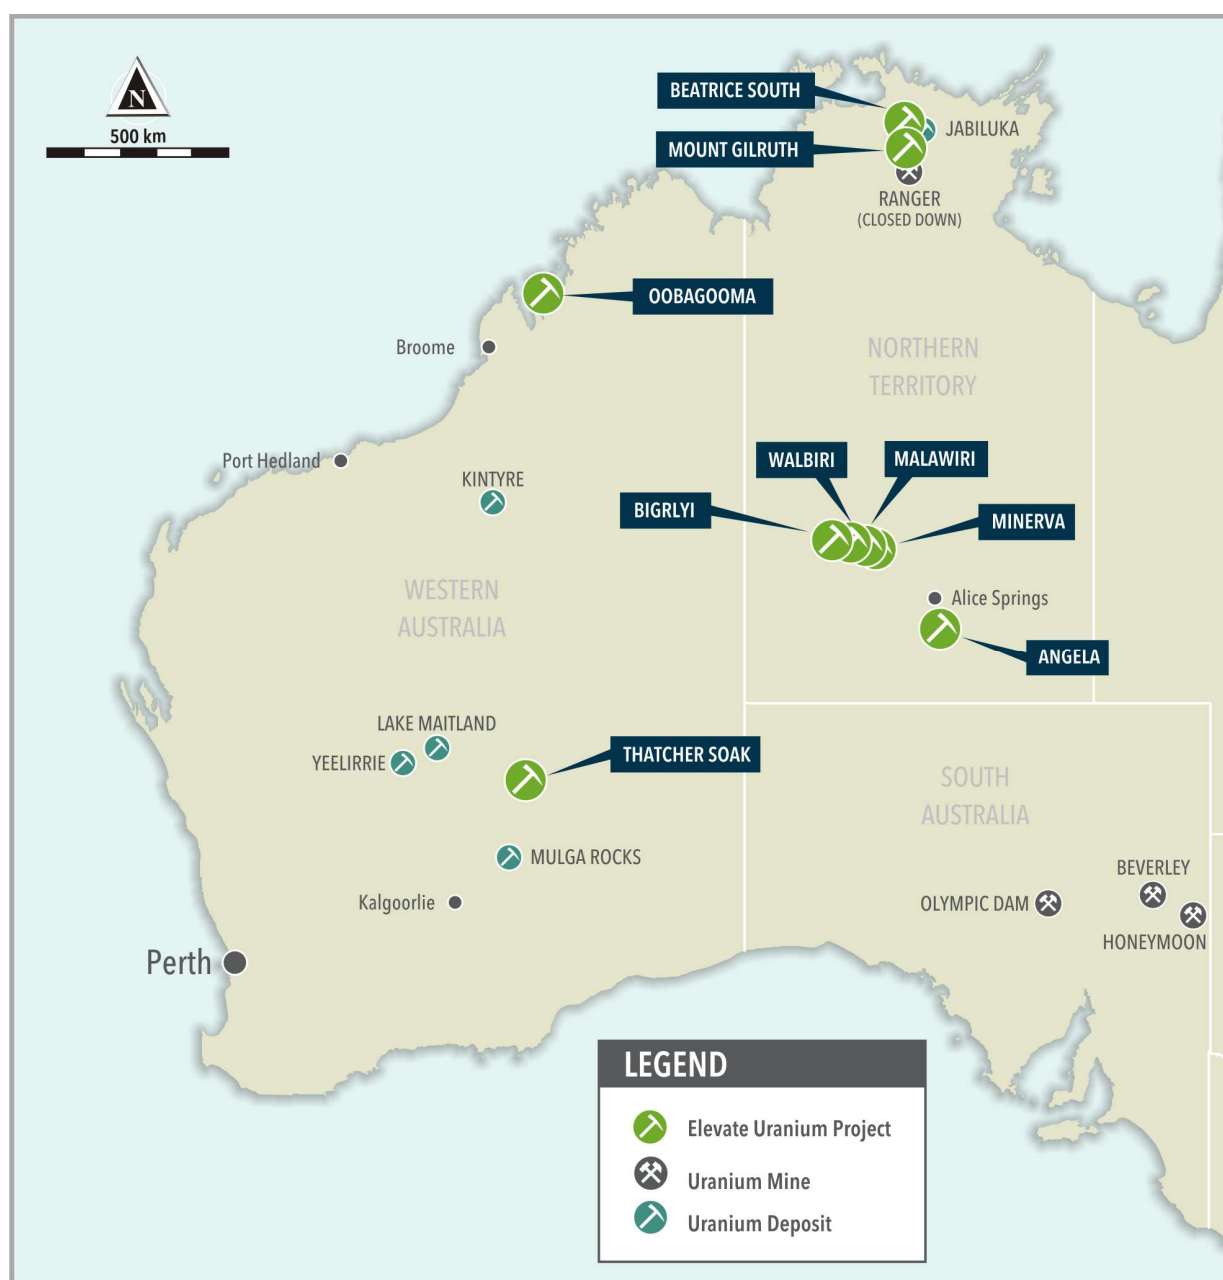 N
500 km
BEATRICE SOUTH
JABILUKA
MOUNT GILRUTH
RANGER
(CLOSED DOWN)
OOBAGOOMA
Broome
NORTHERN
TERRITORY
Port Hedland
KINTYRE
WALBIRI
MALAWIRI
BIGRLYI
MINERVA
WESTERN
AUSTRALIA
Alice Springs
ANGELA
LAKE MAITLAND
YEELIRRIE
THATCHER SOAK
SOUTH
AUSTRALIA
MULGA ROCKS
BEVERLEY
Kalgoorlie
OLYMPIC DAM
HONEYMOON
Perth
LEGEND
Elevate Uranium Project
Uranium Mine
Uranium Deposit